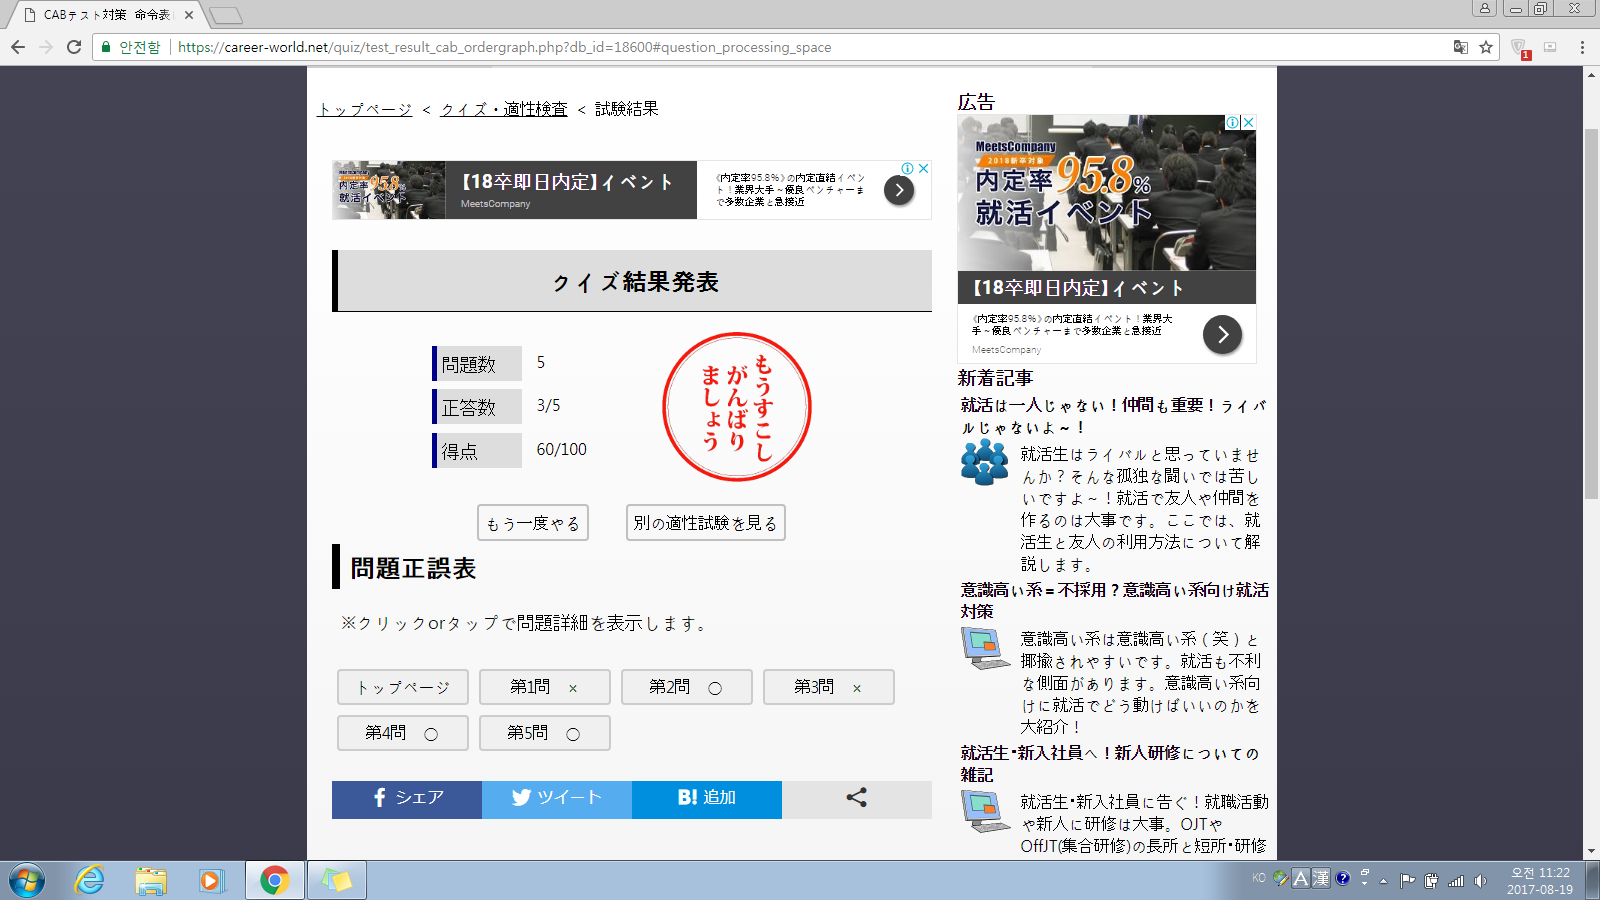 CABテスト対策 命令表
안전함
https://career-world.net/quiz/test_result_cab_ordergraph.php?db_id=18600#question_processing_space
1
トップページ < クイズ・適性検査 < 試験結果
MeetsCompany
内定率95.8%
就活イベント
【18卒即日内定】イベント
MeetsCompany
《内定率95.8%》の内定直結イベン
ト！業界大手～優良ベンチャーま
で多数企業と急接近
クイズ結果発表
問題数 5
正答数 3/5
得点 60/100
もうすこし
がんばり
ましょう
もう一度やる
別の適性試験を見る
問題正誤表
※クリックorタップで問題詳細を表示します。
トップページ
第1問 ×
第2問 ○
第3問 ×
第4問 ○
第5問 ○
シェア
ツイート
B! 追加
広告
MeetsCompany
2018新卒対象
内定率95.8%
就活イベント
【18卒即日内定】イベント
《内定率95.8%》の内定直結イベント！業界大
手～優良ベンチャーまで多数企業と急接近
MeetsCompany
新着記事
就活は一人じゃない！仲間も重要！ライバ
ルじゃないよ～！
就活生はライバルと思っていませ
んか？そんな孤独な闘いでは苦し
いですよ～！就活で友人や仲間を
作るのは大事です。ここでは、就
活生と友人の利用方法について解
説します。
意識高い系＝不採用？意識高い系向け就活
対策
意識高い系は意識高い系（笑）と
揶揄されやすいです。就活も不利
な側面があります。意識高い系向
けに就活でどう動けばいいのかを
大紹介！
就活生・新入社員へ！新人研修についての
雑記
就活生・新入社員に告ぐ！就職活動
や新人に研修は大事。OJTや
OffJT(集合研修)の長所と短所・研修
KO
A
漢
오전 11:22
2017-08-19